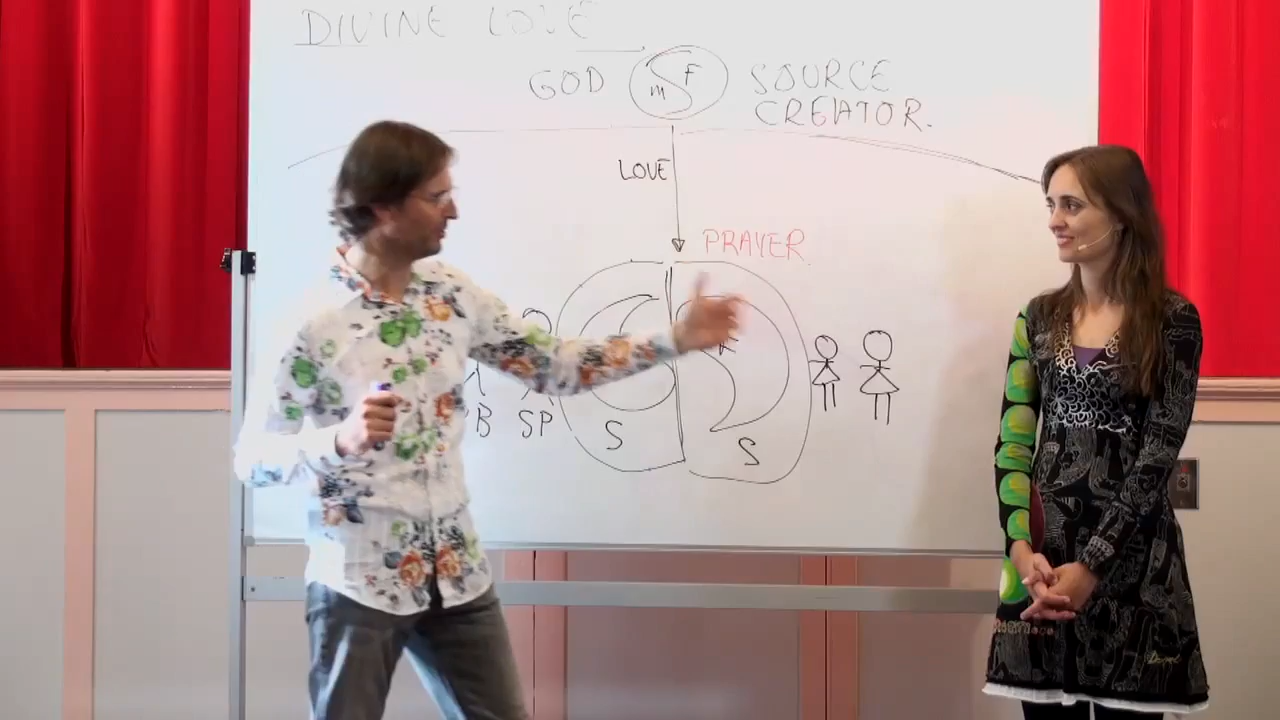 DIVINE LOVE
GOD m F SOURCE
CREATOR.
LOVE
PRAYER
B SP S S